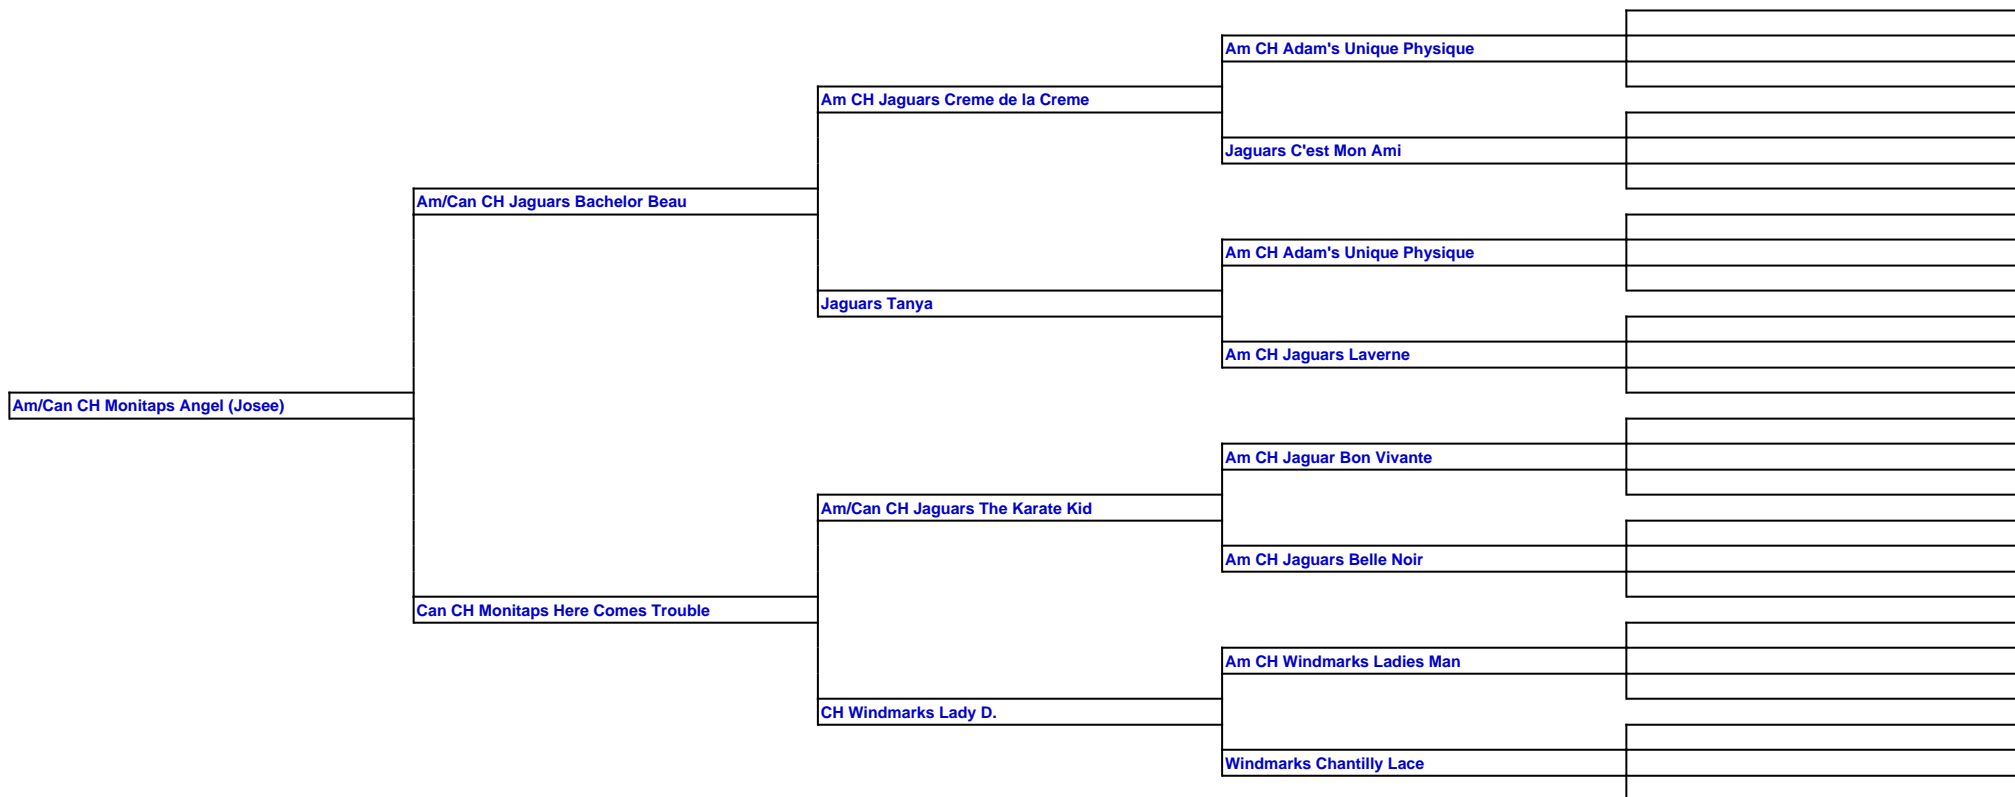 Am CH Adam's Unique Physique
Am CH Jaguars Creme de la Creme
Jaguars C'est Mon Ami
Am/Can CH Jaguars Bachelor Beau
Am CH Adam's Unique Physique
Jaguars Tanya
Am CH Jaguars Laverne
Am/Can CH Monitaps Angel (Josee)
Am CH Jaguar Bon Vivante
Am/Can CH Jaguars The Karate Kid
Am CH Jaguars Belle Noir
Can CH Monitaps Here Comes Trouble
Am CH Windmarks Ladies Man
CH Windmarks Lady D.
Windmarks Chantilly Lace